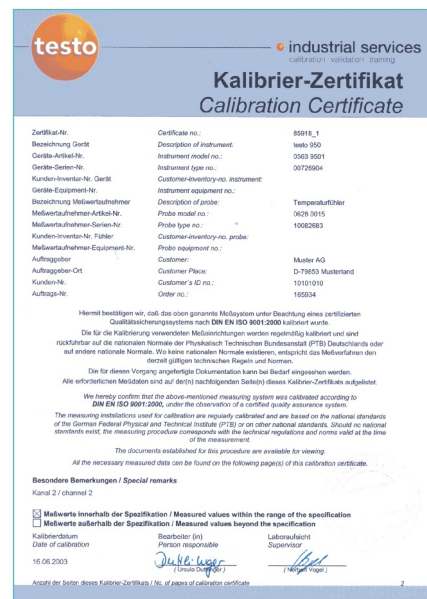 testo
industrial services
calibration validation training
Kalibrier-Zertifikat
Calibration Certificate
Zertifikat-Nr. Certificate no.: 85918_1
Bezeichnung Gerät Description of instrument: testo 950
Geräte-Artikel-Nr. Instrument model no.: 0563 9501
Geräte-Serien-Nr. Instrument type no.: 00726904
Kunden-Inventar-Nr. Gerät Customer-inventory-no. instrument:
Geräte-Equipment-Nr. Instrument equipment no.:
Bezeichnung Meßwertaufnehmer Description of probe: Temperaturfühler
Meßwertaufnehmer-Artikel-Nr. Probe model no.: 0628 0015
Meßwertaufnehmer-Serien-Nr. Probe type no.: 10082683
Kunden-Inventar-Nr. Fühler Customer-inventory-no. probe:
Meßwertaufnehmer-Equipment-Nr. Probe equipment no.:
Auftraggeber Customer: Muster AG
Auftraggeber-Ort Customer Place: D-79853 Musterland
Kunden-Nr. Customer's ID no.: 10101010
Auftrags-Nr. Order no.: 165934
Hiermit bestätigen wir, daß das oben genannte Meßsystem unter Beachtung eines zertifizierten
Qualitätssicherungssystems nach DIN EN ISO 9001:2000 kalibriert wurde.
Die für die Kalibrierung verwendeten Meßeinrichtungen werden regelmäßig kalibriert und sind
rückführbar auf die nationalen Normale der Physikalisch Technischen Bundesanstalt (PTB) Deutschlands oder
auf andere nationale Normale. Wo keine nationalen Normale existieren, entspricht das Meßverfahren den
derzeit gültigen technischen Regeln und Normen.
Die für diesen Vorgang angefertigte Dokumentation kann bei Bedarf eingesehen werden.
Alle erforderlichen Meßdaten sind auf der(n) nachfolgenden Seite(n) dieses Kalibrier-Zertifikats aufgelistet.
We hereby confirm that the above-mentioned measuring system was calibrated according to
DIN EN ISO 9001:2000, under the observation of a certified quality assurance system.
The measuring installations used for calibration are regularly calibrated and are based on the national standards
of the German Federal Physical and Technical Institute (PTB) or on other national standards. Should no national
standards exist, the measuring procedure corresponds with the technical regulations and norms valid at the time
of the measurement.
The documents established for this procedure are available for viewing.
All the necessary measured data can be found on the following page(s) of this calibration certificate.
Besondere Bemerkungen / Special remarks
Kanal 2 / channel 2
Meßwerte innerhalb der Spezifikation / Measured values within the range of the specification
Meßwerte außerhalb der Spezifikation / Measured values beyond the specification
Kalibrierdatum Bearbeiter (in) Laboraufsicht
Date of calibration Person responsible Supervisor
16.06.2003
( Ursula Duttlinger ) ( Norbert Vogel )
Anzahl der Seiten dieses Kalibrier-Zertifikats / No. of pages of calibration certificate 2